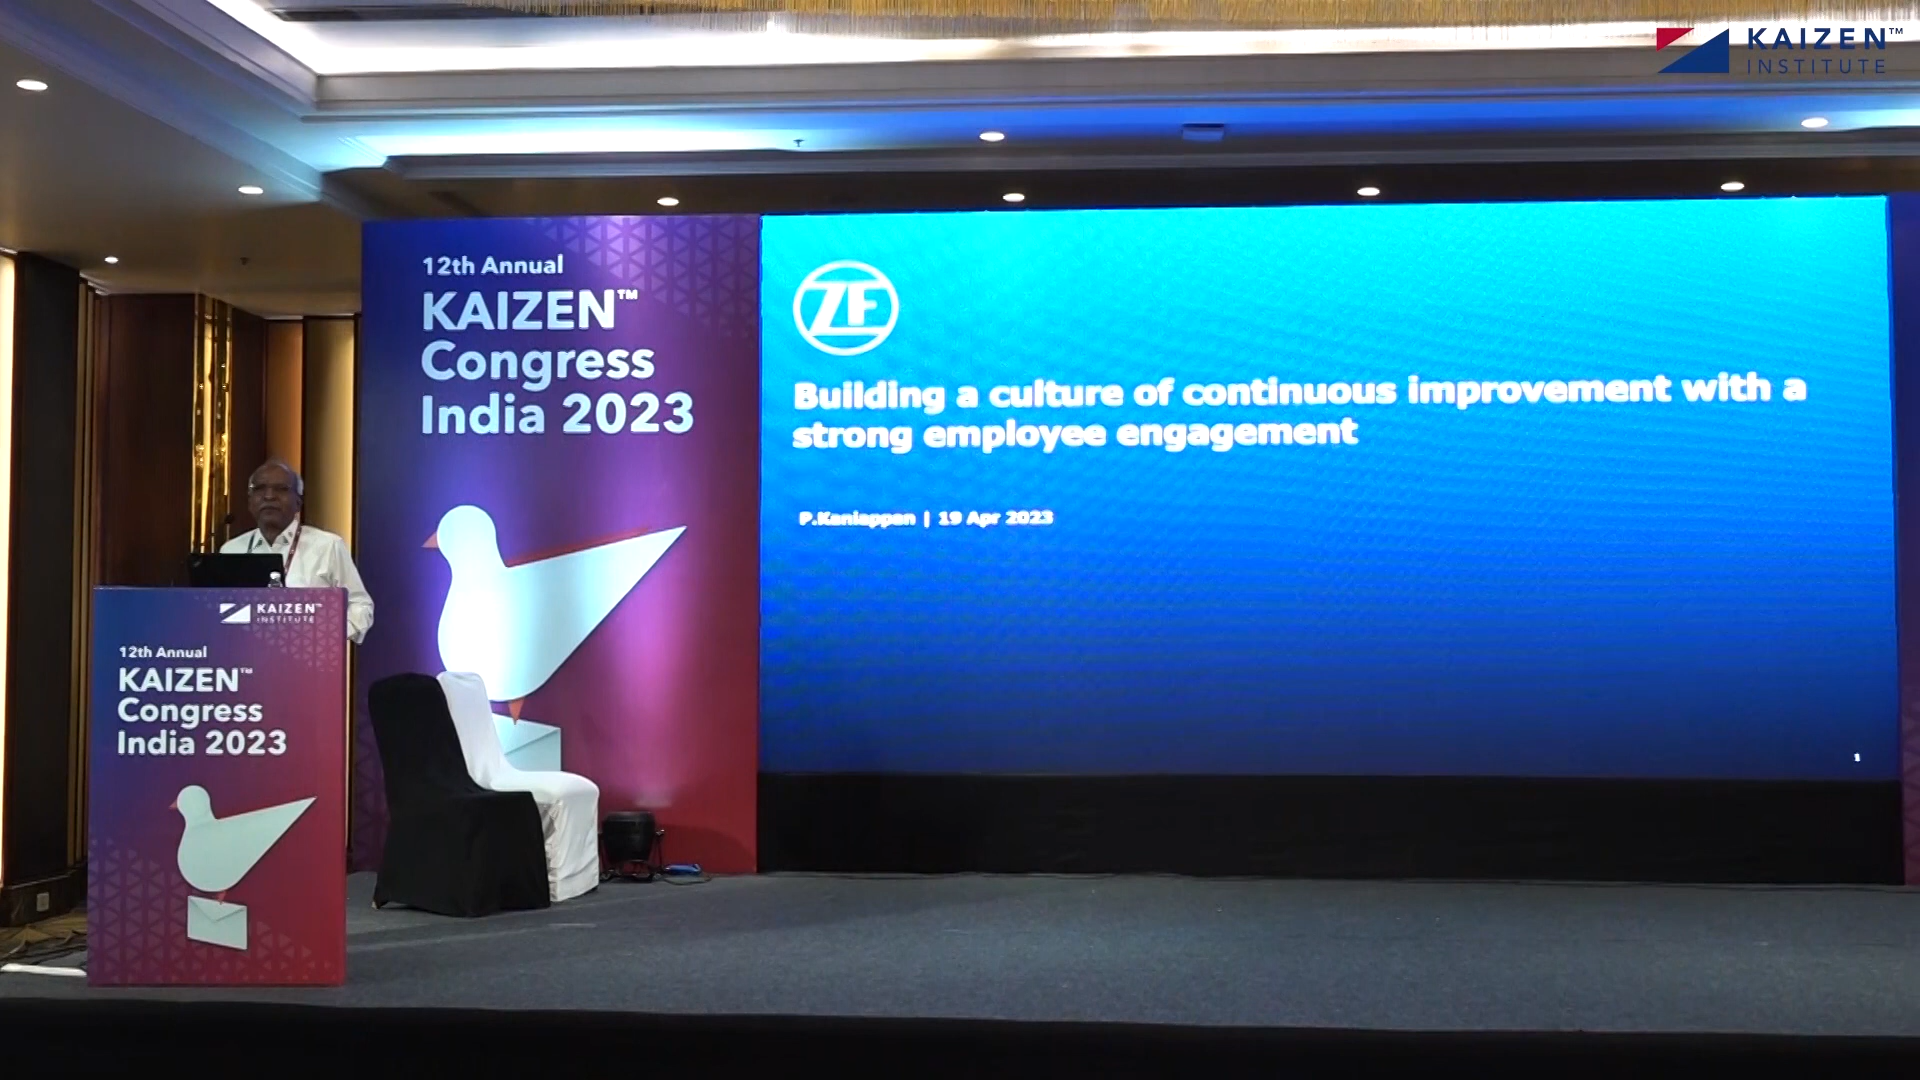 KAIZEN™
INSTITUTE
12th Annual
KAIZEN™
Congress
India 2023
ZF
Building a culture of continuous improvement with a
strong employee engagement
P.Kaniappan | 19 Apr 2023
1
KAIZEN™
INSTITUTE
12th Annual
KAIZEN™
Congress
India 2023